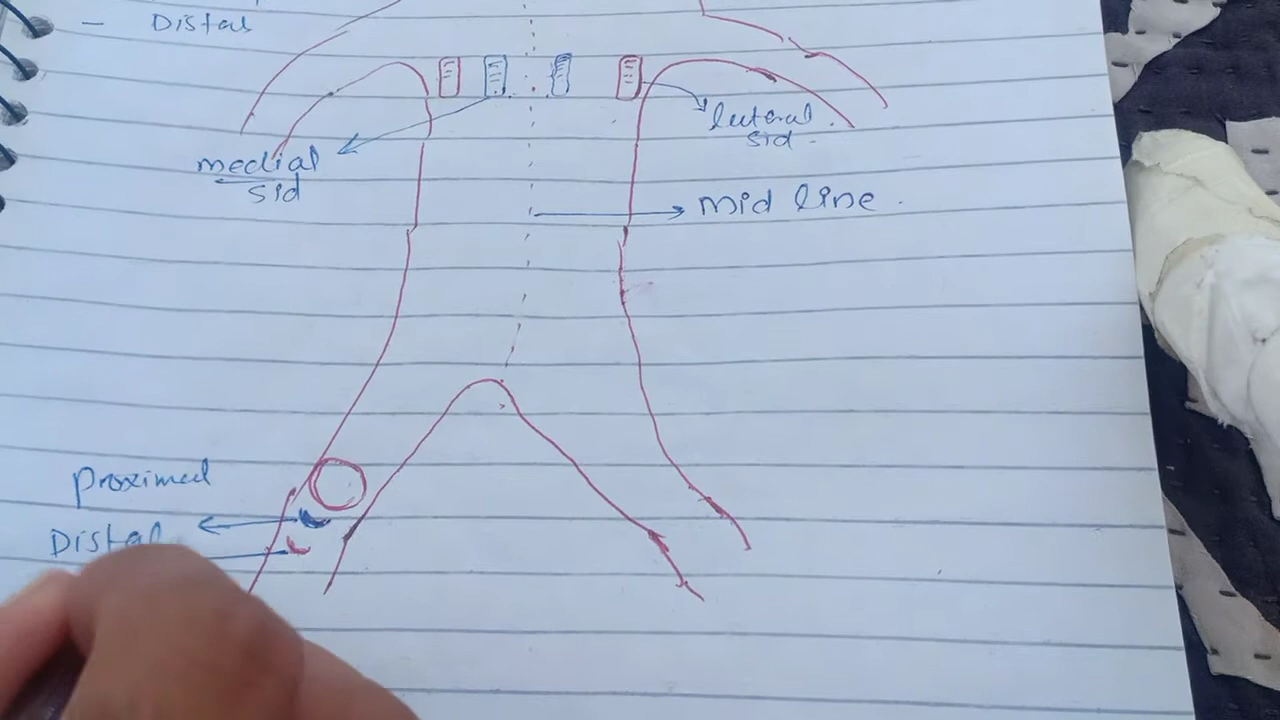 - Distal
lateral
sid.
medial
sid
mid line.
proximal
Distal